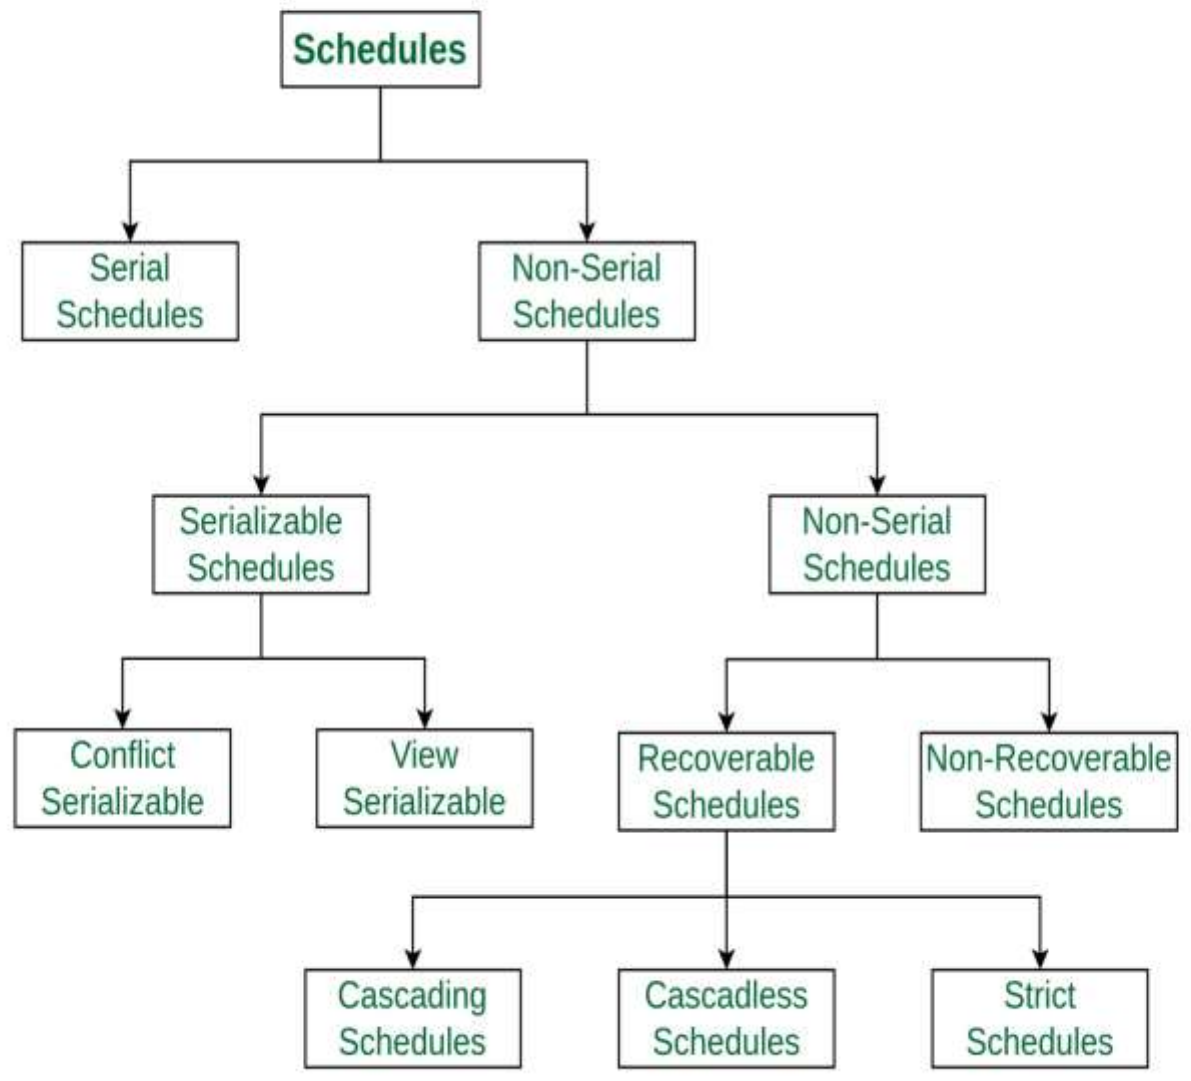 Schedules
Serial
Schedules
Non-Serial
Schedules
Serializable
Schedules
Non-Serial
Schedules
Conflict
Serializable
View
Serializable
Recoverable
Schedules
Non-Recoverable
Schedules
Cascading
Schedules
Cascadless
Schedules
Strict
Schedules